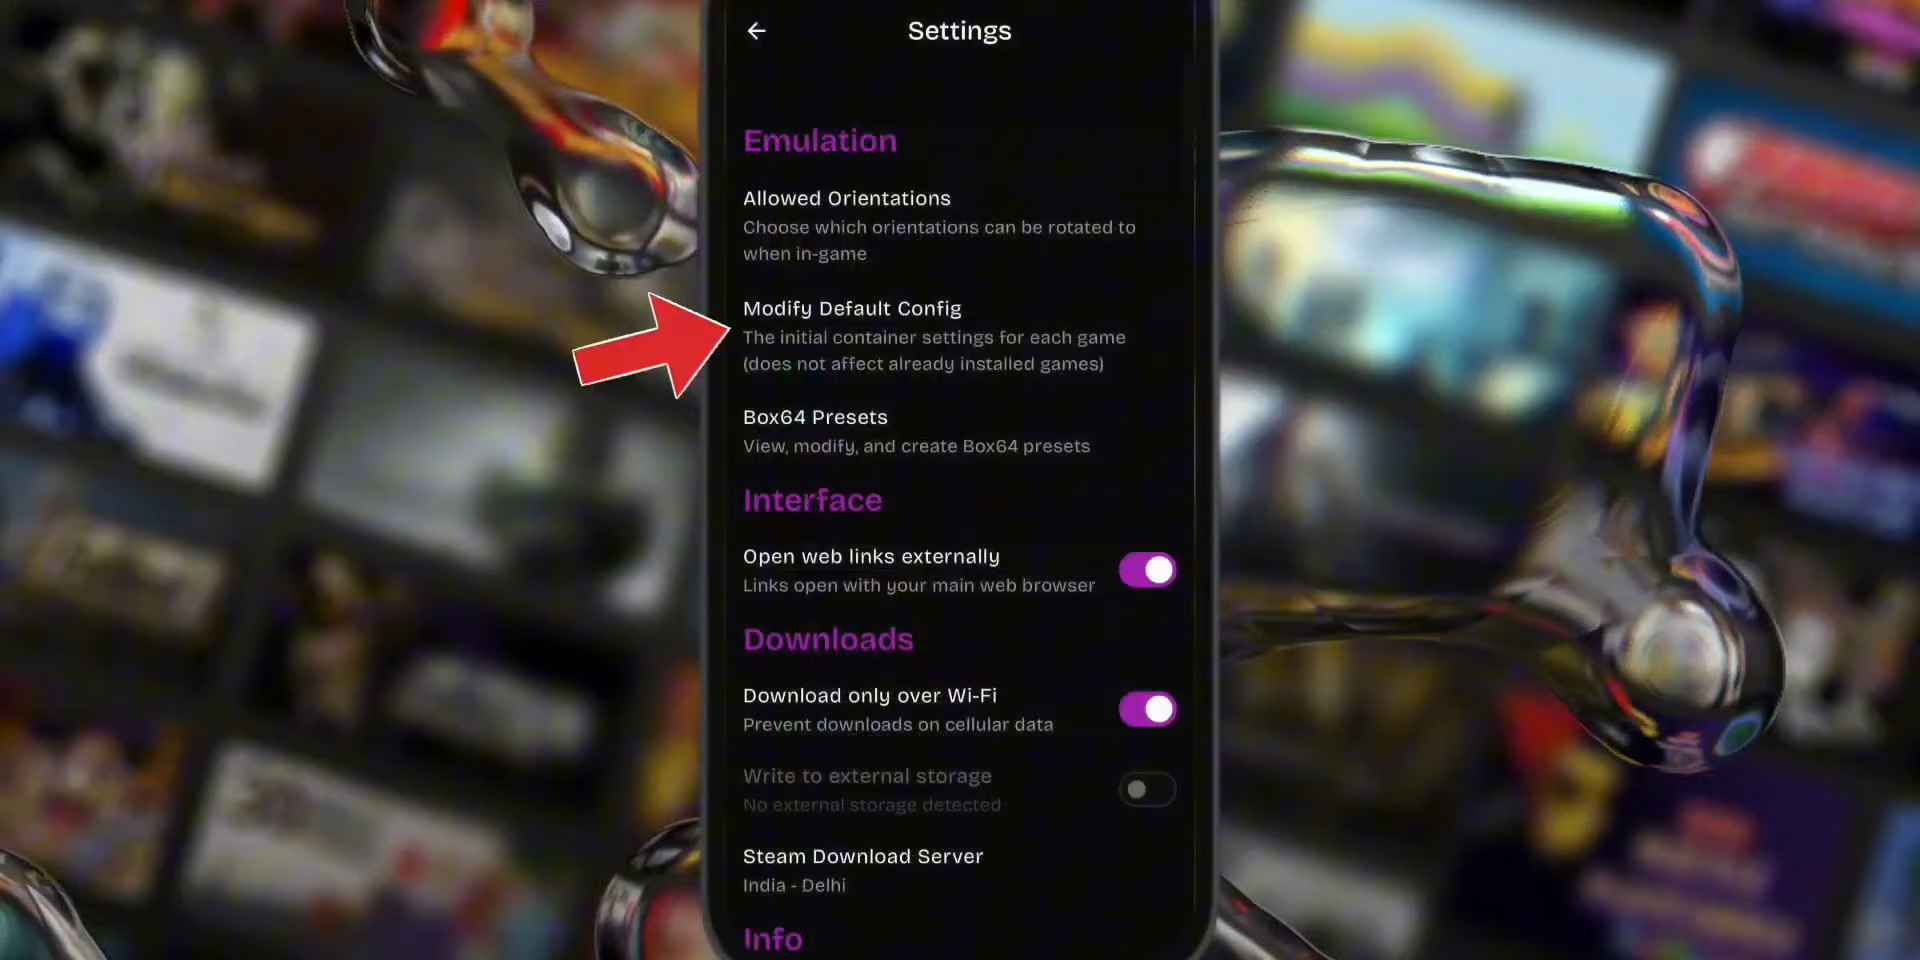 Settings
Emulation
Allowed Orientations
Choose which orientations can be rotated to
when in-game
Modify Default Config
The initial container settings for each game
(does not affect already installed games)
Box64 Presets
View, modify, and create Box64 presets
Interface
Open web links externally
Links open with your main web browser
Downloads
Download only over Wi-Fi
Prevent downloads on cellular data
Write to external storage
No external storage detected
Steam Download Server
India - Delhi
Info